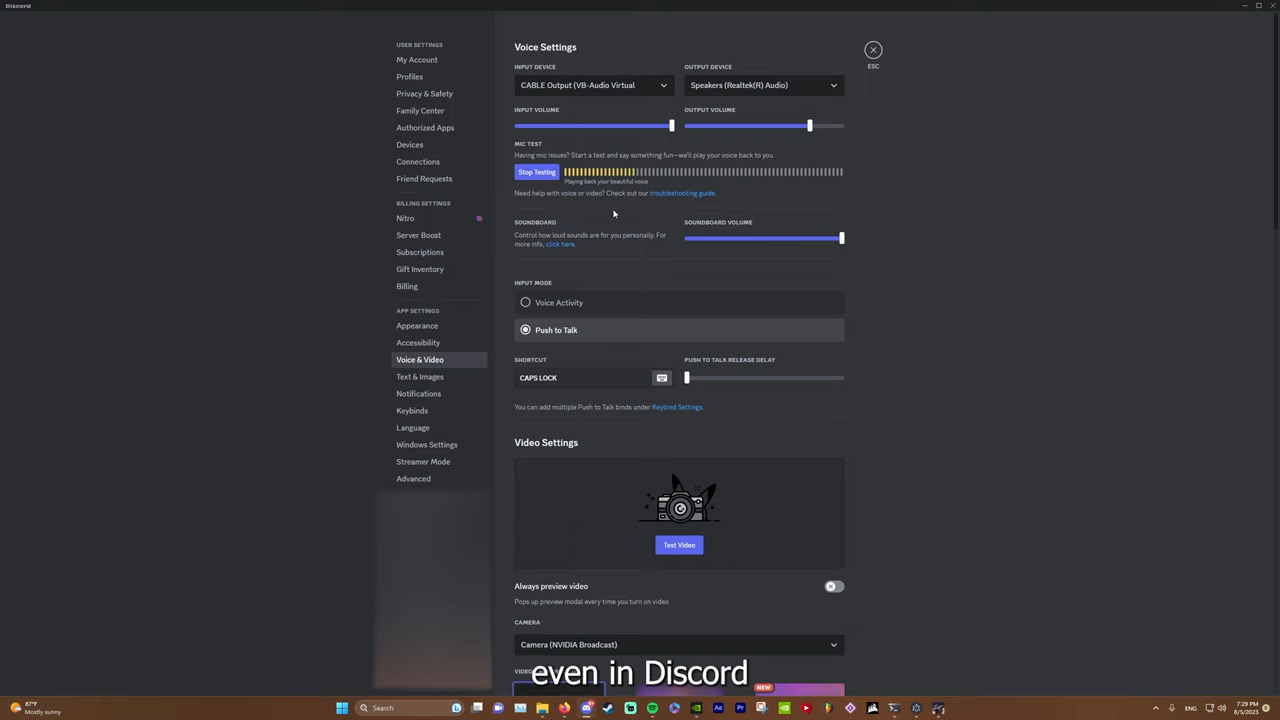 Discord
USER SETTINGS
My Account
Profiles
Privacy & Safety
Family Center
Authorized Apps
Devices
Connections
Friend Requests
BILLING SETTINGS
Nitro
Server Boost
Subscriptions
Gift Inventory
Billing
APP SETTINGS
Appearance
Accessibility
Voice & Video
Text & Images
Notifications
Keybinds
Language
Windows Settings
Streamer Mode
Advanced
Voice Settings
ESC
INPUT DEVICE
OUTPUT DEVICE
CABLE Output (VB-Audio Virtual
Speakers (Realtek(R) Audio)
INPUT VOLUME
OUTPUT VOLUME
MIC TEST
Having mic issues? Start a test and say something fun—we'll play your voice back to you.
Stop Testing
Playing back your beautiful voice
Need help with voice or video? Check out our troubleshooting guide.
SOUNDBOARD
SOUNDBOARD VOLUME
Control how loud sounds are for you personally. For
more info, click here.
INPUT MODE
Voice Activity
Push to Talk
SHORTCUT
PUSH TO TALK RELEASE DELAY
CAPS LOCK
You can add multiple Push to Talk binds under Keybind Settings.
Video Settings
Test Video
Always preview video
Pops up preview modal every time you turn on video
CAMERA
Camera (NVIDIA Broadcast)
even in Discord
NEW
87°F
Mostly sunny
Search
ENG
7:29 PM
8/5/2023